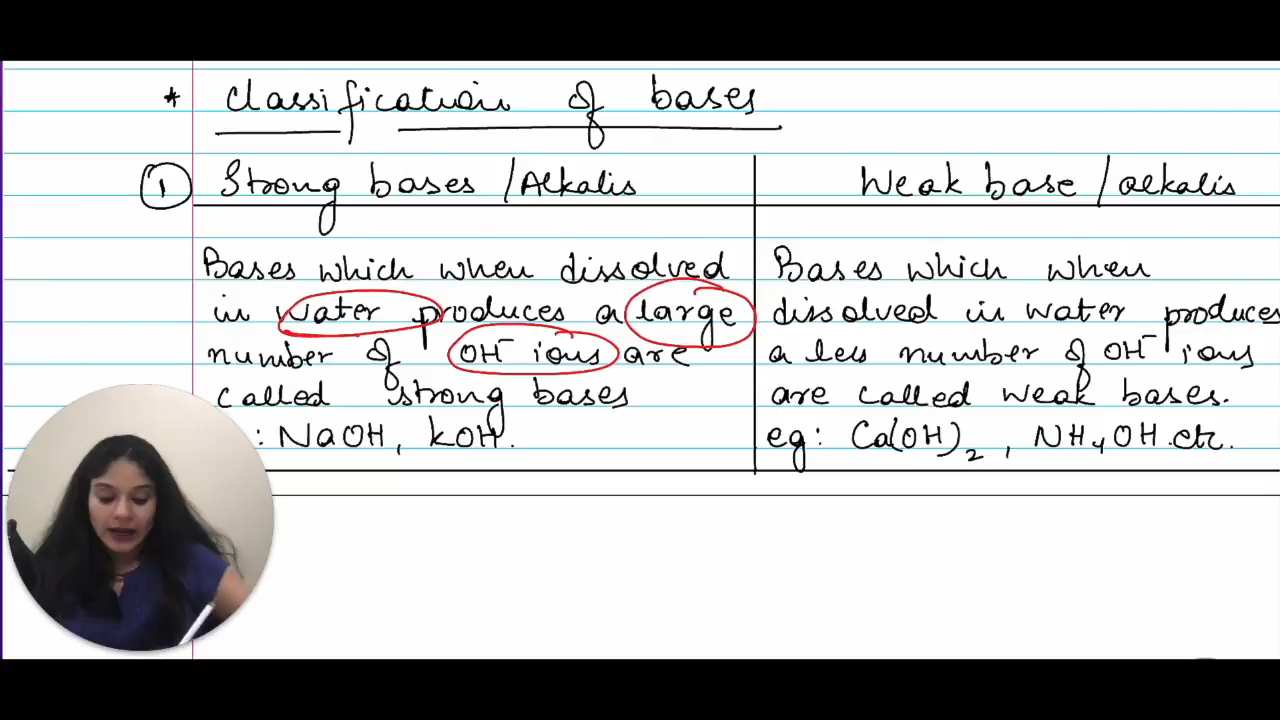 * Classification of bases
1 Strong bases / Alkalis
Bases which when dissolved
in water produces a large
number of OH⁻ ions are
called strong bases
: NaOH, KOH.
Weak base / alkalis
Bases which when
dissolved in water produces
a less number of OH⁻ ions
are called weak bases.
eg: Ca(OH)₂, NH₄OH etc.